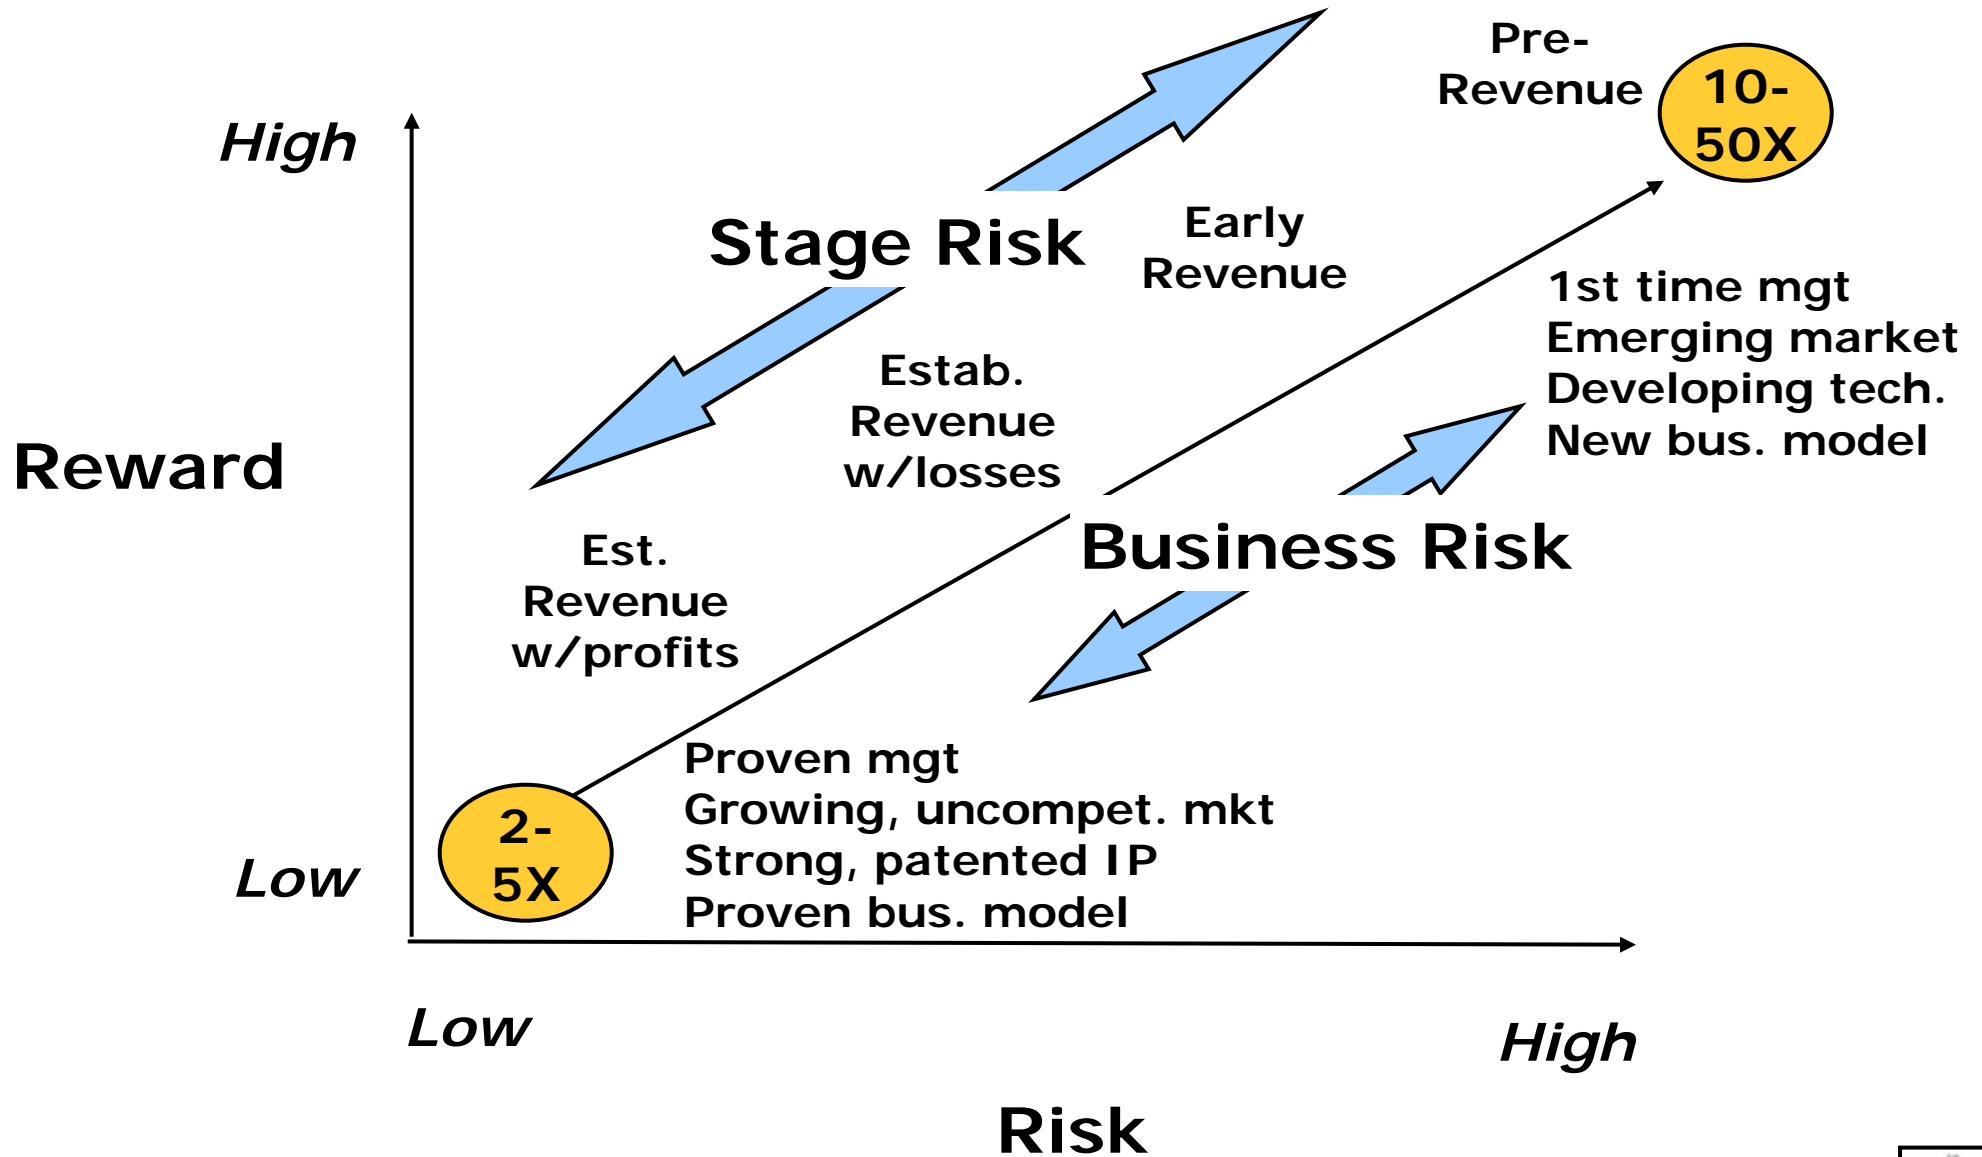 Pre-
Revenue
10-
50X
High
Stage Risk
Early
Revenue
1st time mgt
Emerging market
Developing tech.
New bus. model
Estab.
Revenue
w/losses
Reward
Business Risk
Est.
Revenue
w/profits
Proven mgt
Growing, uncompet. mkt
Strong, patented IP
Proven bus. model
2-
5X
Low
Low
High
Risk